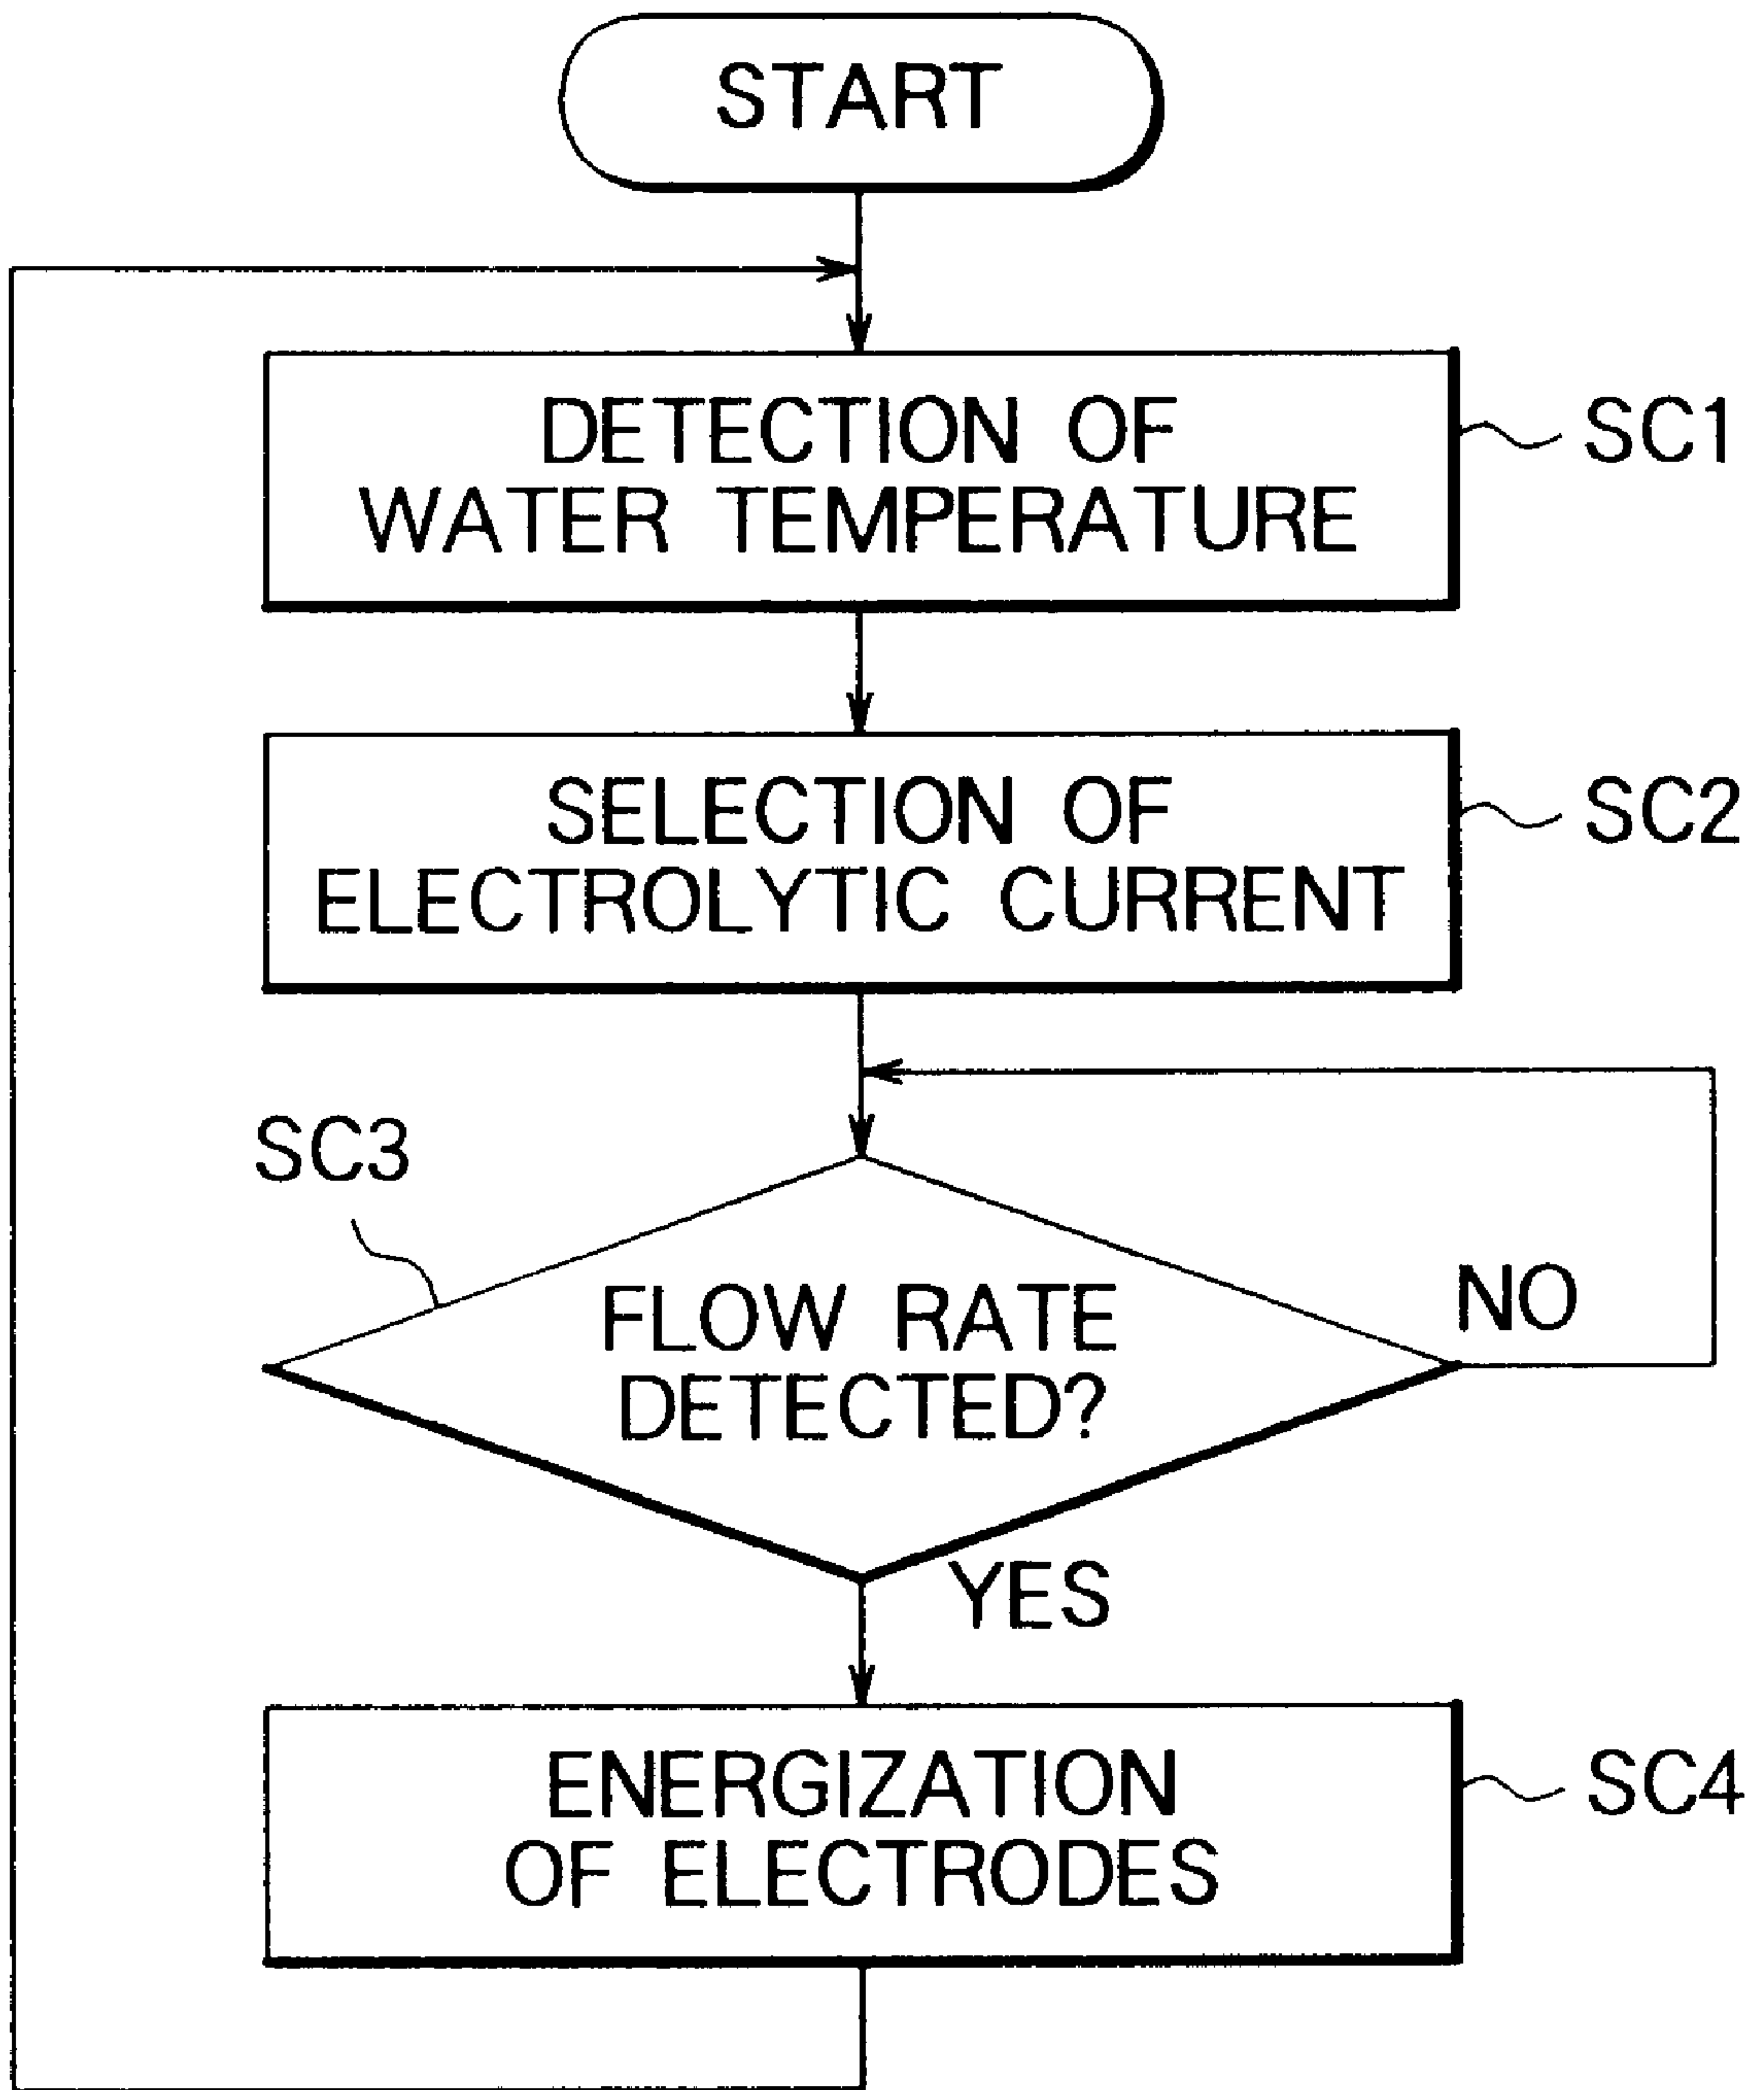 START
DETECTION OF
WATER TEMPERATURE
SC1
SELECTION OF
ELECTROLYTIC CURRENT
SC2
SC3
FLOW RATE
DETECTED?
NO
YES
ENERGIZATION
OF ELECTRODES
SC4